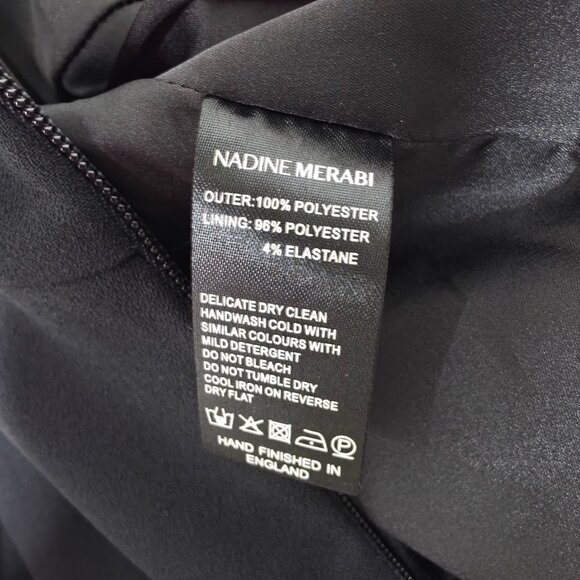 NADINE MERABI
OUTER:100% POLYESTER
LINING: 96% POLYESTER
4% ELASTANE
DELICATE DRY CLEAN
HANDWASH COLD WITH
SIMILAR COLOURS WITH
MILD DETERGENT
DO NOT BLEACH
DO NOT TUMBLE DRY
COOL IRON ON REVERSE
DRY FLAT
P
HAND FINISHED IN
ENGLAND